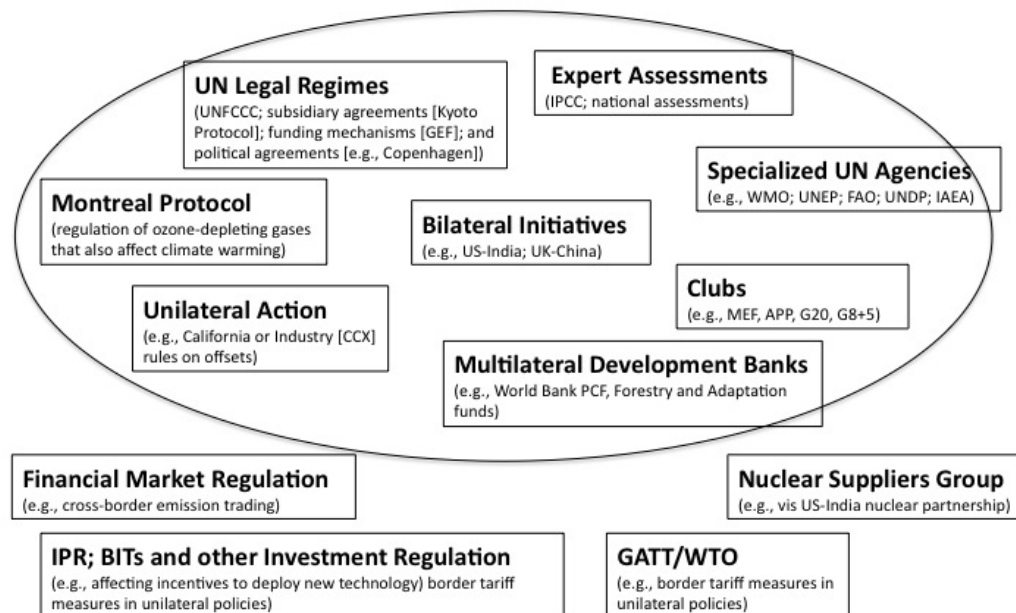 UN Legal Regimes
(UNFCCC; subsidiary agreements [Kyoto
Protocol]; funding mechanisms [GEF]; and
political agreements [e.g., Copenhagen])
Expert Assessments
(IPCC; national assessments)
Specialized UN Agencies
(e.g., WMO; UNEP; FAO; UNDP; IAEA)
Montreal Protocol
(regulation of ozone-depleting gases
that also affect climate warming)
Bilateral Initiatives
(e.g., US-India; UK-China)
Clubs
(e.g., MEF, APP, G20, G8+5)
Unilateral Action
(e.g., California or Industry [CCX]
rules on offsets)
Multilateral Development Banks
(e.g., World Bank PCF, Forestry and Adaptation
funds)
Financial Market Regulation
(e.g., cross-border emission trading)
Nuclear Suppliers Group
(e.g., vis US-India nuclear partnership)
IPR; BITs and other Investment Regulation
(e.g., affecting incentives to deploy new technology) border tariff
measures in unilateral policies)
GATT/WTO
(e.g., border tariff measures in
unilateral policies)